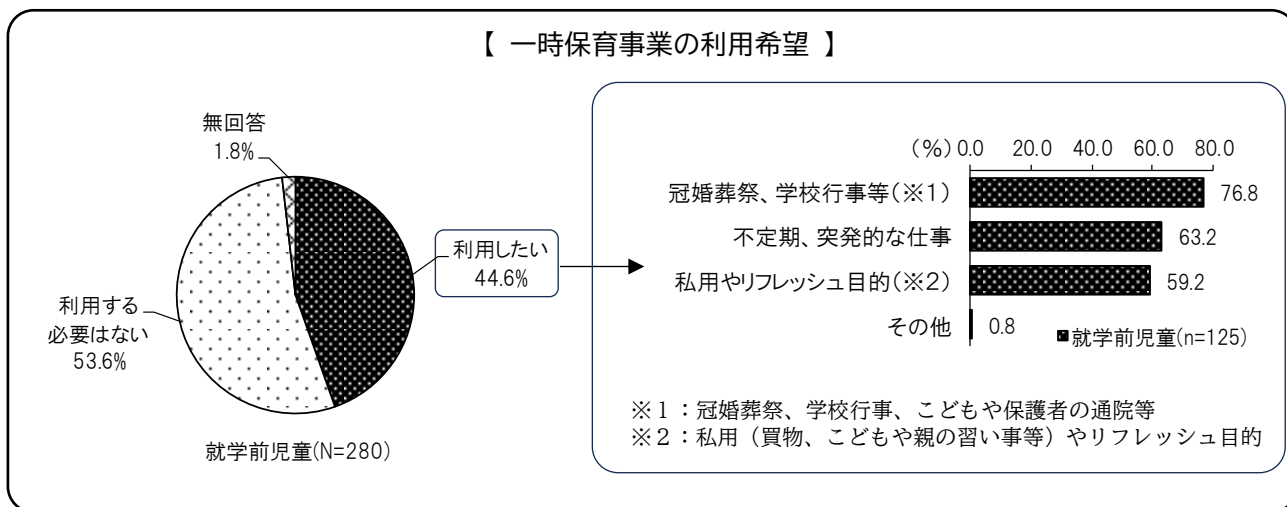 【 一時保育事業の利用希望 】
無回答
1.8%
利用したい
44.6%
利用する
必要はない
53.6%
就学前児童(N=280)
(%) 0.0 20.0 40.0 60.0 80.0
冠婚葬祭、学校行事等(※1) 76.8
不定期、突発的な仕事 63.2
私用やリフレッシュ目的(※2) 59.2
その他 0.8
就学前児童(n=125)
※1：冠婚葬祭、学校行事、こどもや保護者の通院等
※2：私用（買物、こどもや親の習い事等）やリフレッシュ目的